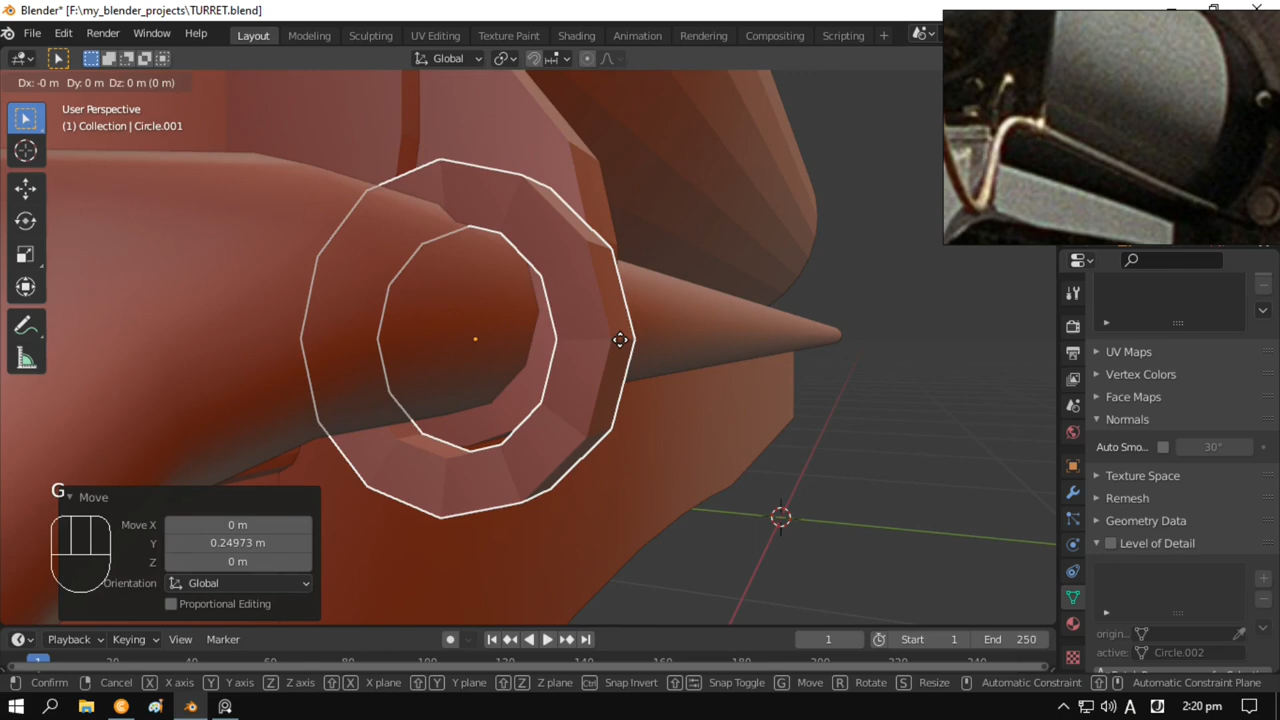 Blender* [F:\my_blender_projects\TURRET.blend]
File Edit Render Window Help
Layout Modeling Sculpting UV Editing Texture Paint Shading Animation Rendering Compositing Scripting +
Global
Dx: -0 m Dy: 0 m Dz: 0 m (0 m)
User Perspective
(1) Collection | Circle.001
G
Move
Move X 0 m
Y 0.24973 m
Z 0 m
Orientation Global
Proportional Editing
UV Maps
Vertex Colors
Face Maps
Normals
Auto Smo.. 30°
Texture Space
Remesh
Geometry Data
Level of Detail
origin...
active: Circle.002
Playback Keying View Marker 1 Start 1 End 250
Confirm Cancel X X axis Y Y axis Z Z axis X X plane Y Y plane Z Z plane Ctrl Snap Invert Snap Toggle G Move R Rotate S Resize Automatic Constraint Automatic Constraint Plane
A 2:20 pm